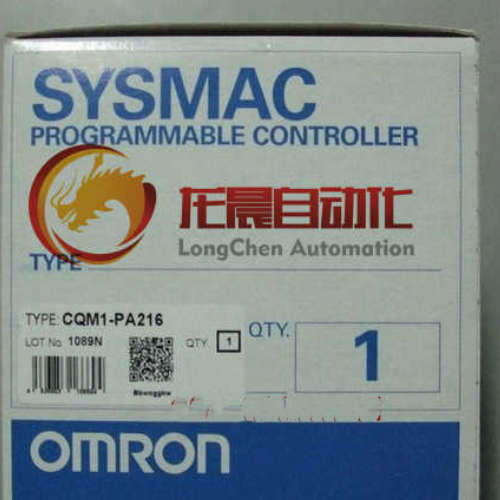 SYSMAC
PROGRAMMABLE CONTROLLER
龙晨自动化
LongChen Automation
TYPE
TYPE: CQM1-PA216
LOT No. 1089N
QTY. 1
QTY. 1
OMRON